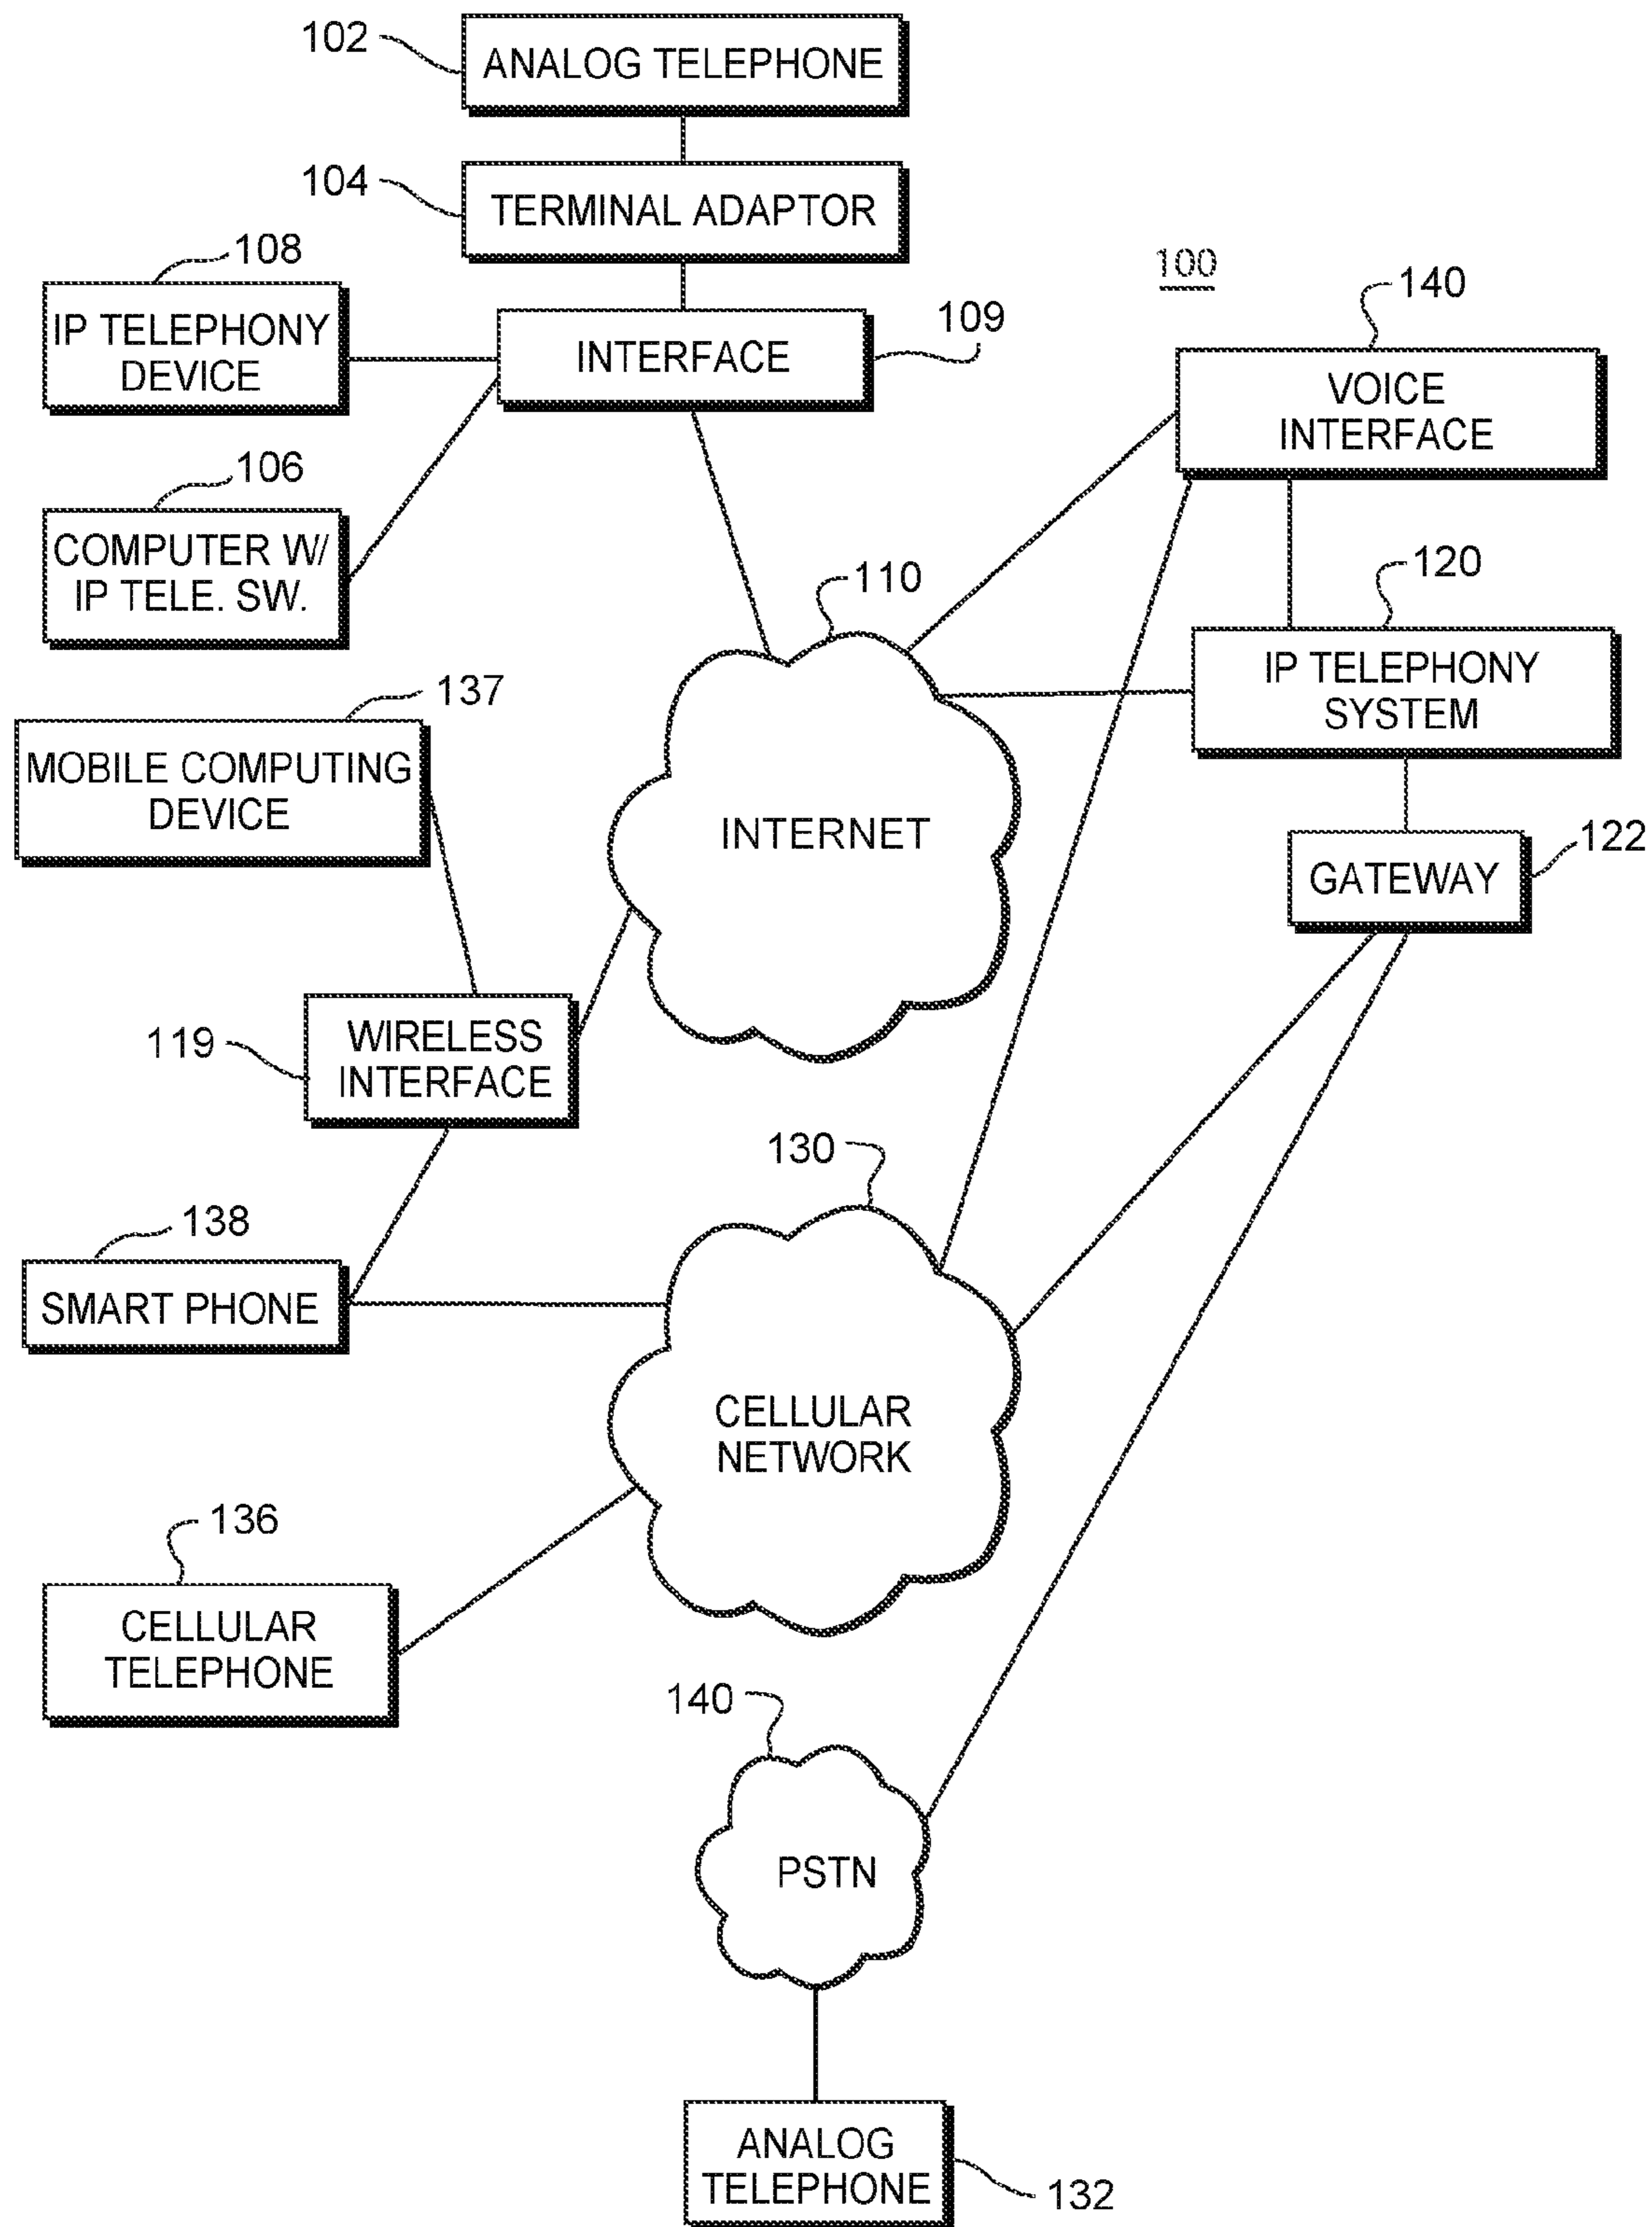 102
ANALOG TELEPHONE
104
TERMINAL ADAPTOR
108
IP TELEPHONY
DEVICE
INTERFACE
109
100
140
VOICE
INTERFACE
106
COMPUTER W/
IP TELE. SW.
110
120
IP TELEPHONY
SYSTEM
137
MOBILE COMPUTING
DEVICE
INTERNET
GATEWAY
122
119
WIRELESS
INTERFACE
130
138
SMART PHONE
CELLULAR
NETWORK
136
CELLULAR
TELEPHONE
140
PSTN
ANALOG
TELEPHONE
132